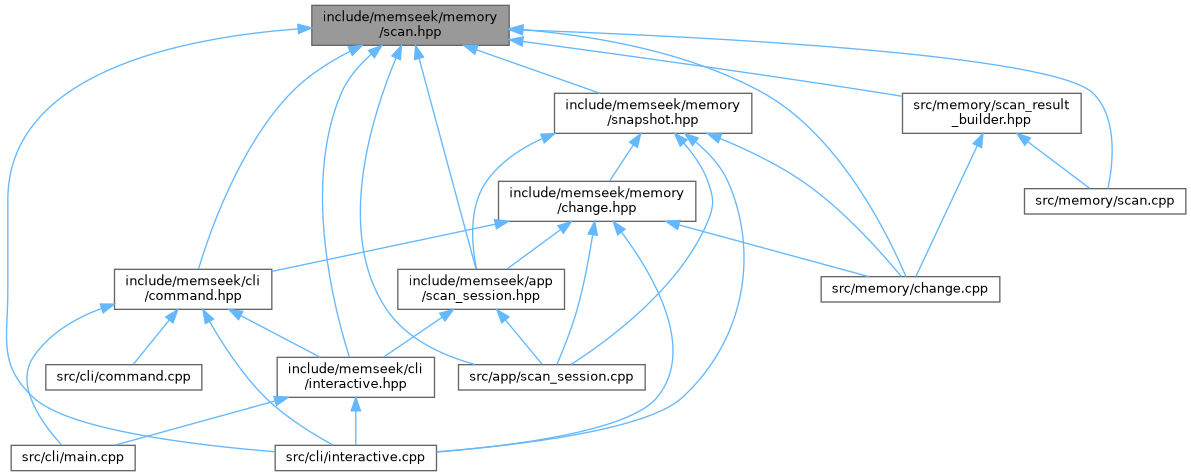 include/memseek/memory
/scan.hpp
include/memseek/memory
/snapshot.hpp
src/memory/scan_result
_builder.hpp
include/memseek/memory
/change.hpp
src/memory/scan.cpp
include/memseek/cli
/command.hpp
include/memseek/app
/scan_session.hpp
src/memory/change.cpp
src/cli/command.cpp
include/memseek/cli
/interactive.hpp
src/app/scan_session.cpp
src/cli/main.cpp
src/cli/interactive.cpp